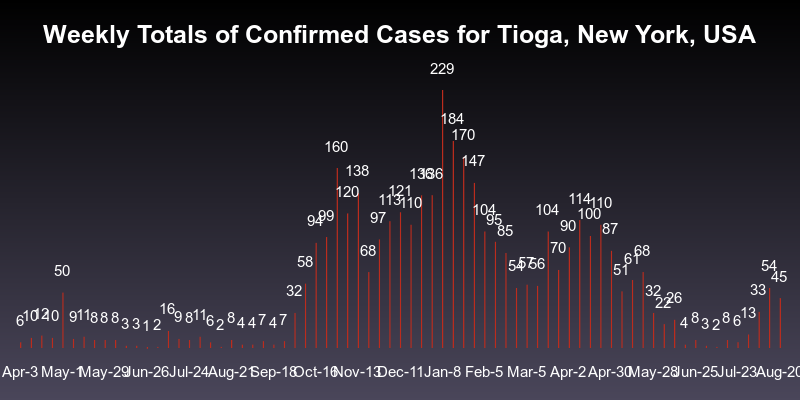 Weekly Totals of Confirmed Cases for Tioga, New York, USA
6 10 12 10 50 9 11 8 8 8 3 3 1 2 16 9 8 11 6 2 8 4 4 7 4 7 32 58 94 99 160 120 138 68 97 113 121 110 136 136 229 184 170 147 104 95 85 54 57 56 104 70 90 114 100 110 87 51 61 68 32 22 26 4 8 3 2 8 6 13 33 54 45
Apr-3 May-1 May-29 Jun-26 Jul-24 Aug-21 Sep-18 Oct-16 Nov-13 Dec-11 Jan-8 Feb-5 Mar-5 Apr-2 Apr-30 May-28 Jun-25 Jul-23 Aug-20